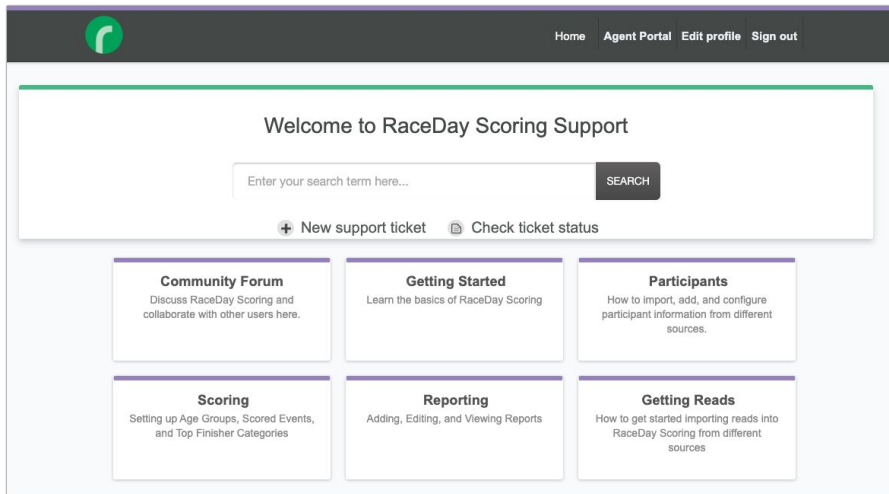 Home Agent Portal Edit profile Sign out
Welcome to RaceDay Scoring Support
Enter your search term here... SEARCH
New support ticket Check ticket status
Community Forum
Discuss RaceDay Scoring and
collaborate with other users here.
Getting Started
Learn the basics of RaceDay Scoring
Participants
How to import, add, and configure
participant information from different
sources.
Scoring
Setting up Age Groups, Scored Events,
and Top Finisher Categories
Reporting
Adding, Editing, and Viewing Reports
Getting Reads
How to get started importing reads into
RaceDay Scoring from different
sources